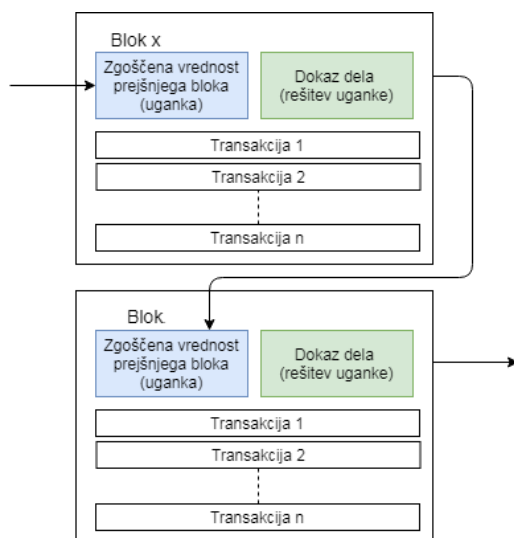 Blok x
Zgoščena vrednost
prejšnjega bloka
(uganka)
Dokaz dela
(rešitev uganke)
Transakcija 1
Transakcija 2
Transakcija n
Blok.
Zgoščena vrednost
prejšnjega bloka
(uganka)
Dokaz dela
(rešitev uganke)
Transakcija 1
Transakcija 2
Transakcija n